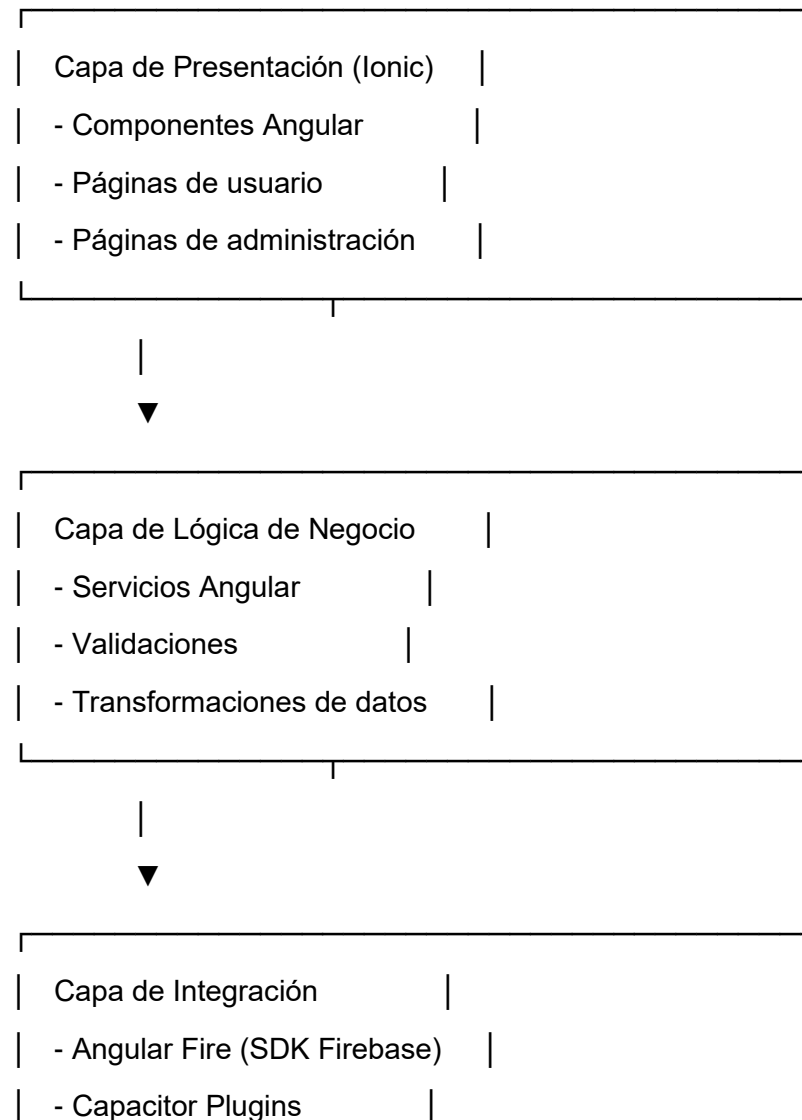 Capa de Presentación (Ionic)
- Componentes Angular
- Páginas de usuario
- Páginas de administración
Capa de Lógica de Negocio
- Servicios Angular
- Validaciones
- Transformaciones de datos
Capa de Integración
- Angular Fire (SDK Firebase)
- Capacitor Plugins